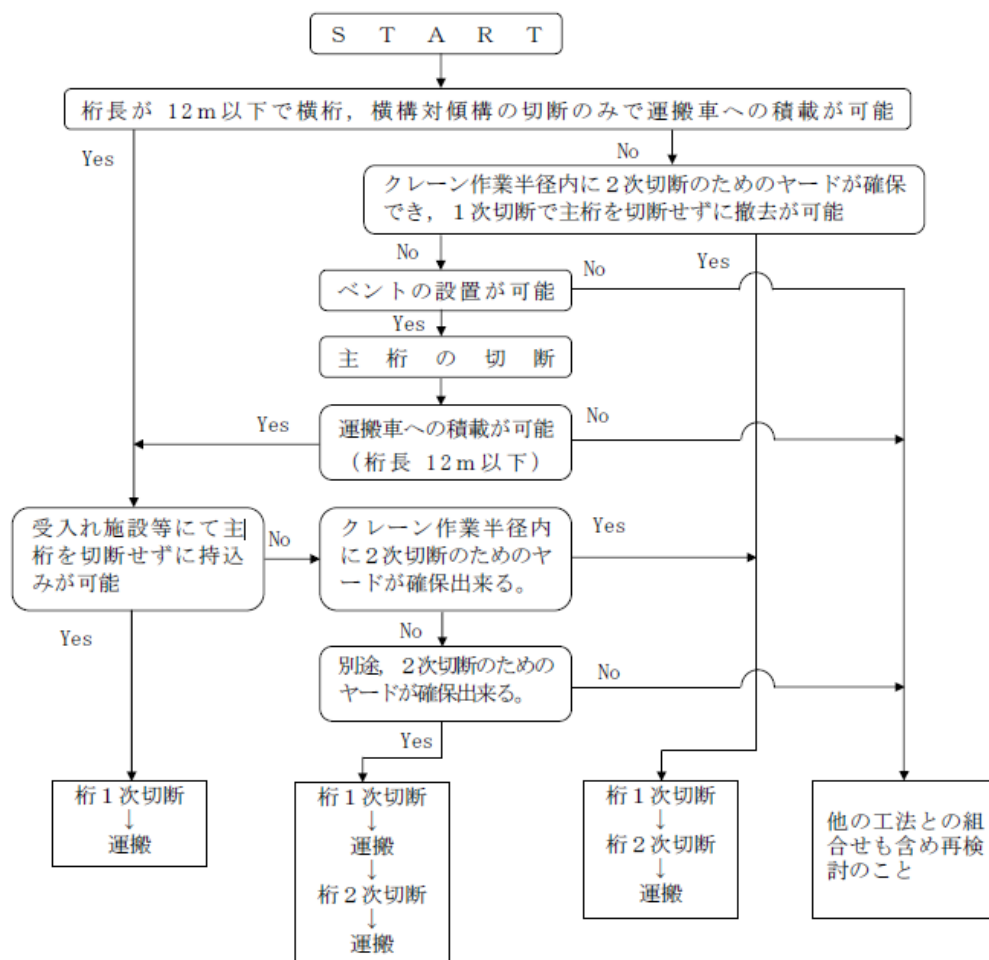 START
桁長が 12m以下で横桁，横構対傾構の切断のみで運搬車への積載が可能
Yes
No
クレーン作業半径内に２次切断のためのヤードが確保
でき，１次切断で主桁を切断せずに撤去が可能
No
Yes
No
ベントの設置が可能
Yes
主桁の切断
Yes
運搬車への積載が可能
（桁長 12m以下）
No
受入れ施設等にて主
桁を切断せずに持込
みが可能
No
クレーン作業半径内
に２次切断のためのヤ
ードが確保出来る。
Yes
Yes
No
別途，２次切断のための
ヤードが確保出来る。
No
Yes
桁１次切断
↓
運搬
桁１次切断
↓
運搬
↓
桁２次切断
↓
運搬
桁１次切断
↓
桁２次切断
↓
運搬
他の工法との組
合せも含め再検
討のこと